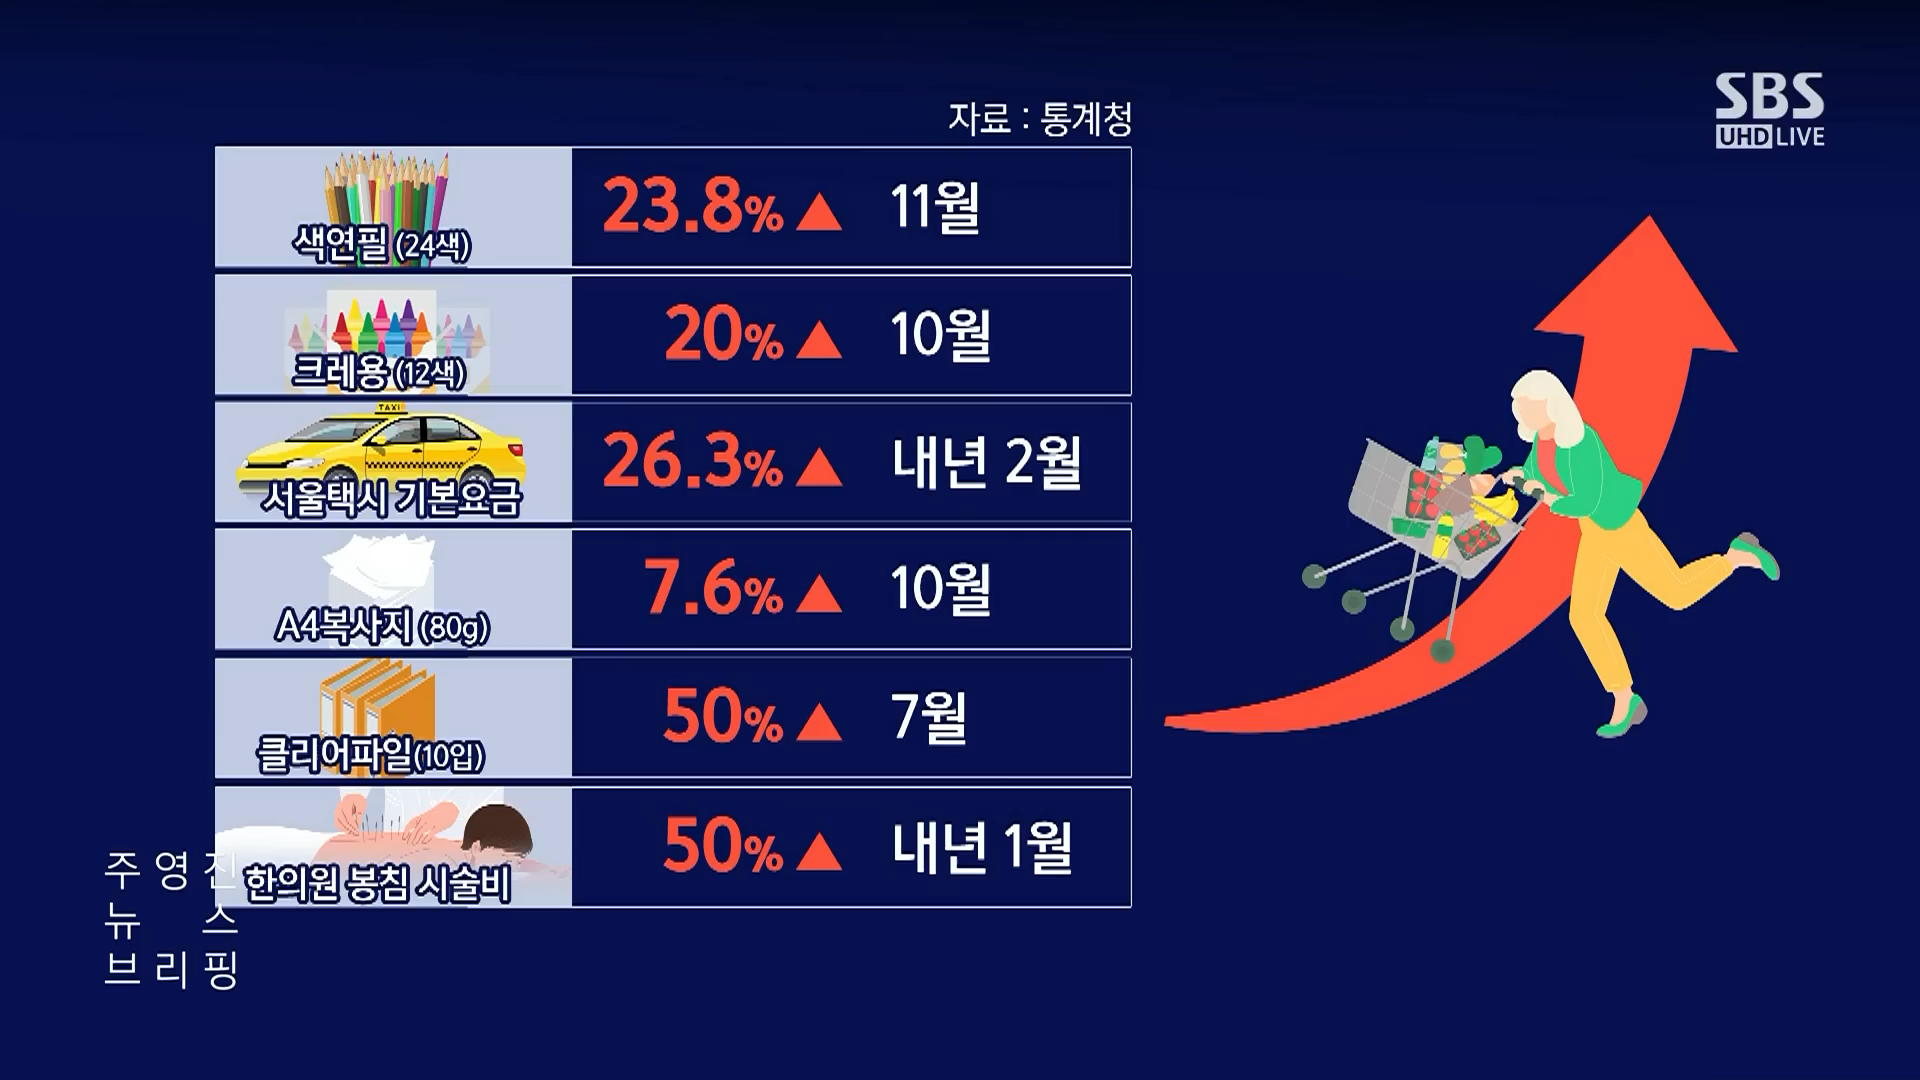 SBS
UHD LIVE
자료 : 통계청
색연필 (24색) 23.8% ▲ 11월
크레용 (12색) 20% ▲ 10월
TAXI
서울택시 기본요금 26.3% ▲ 내년 2월
A4복사지 (80g) 7.6% ▲ 10월
클리어파일(10입) 50% ▲ 7월
한의원 봉침 시술비 50% ▲ 내년 1월
주영진
뉴스
브리핑